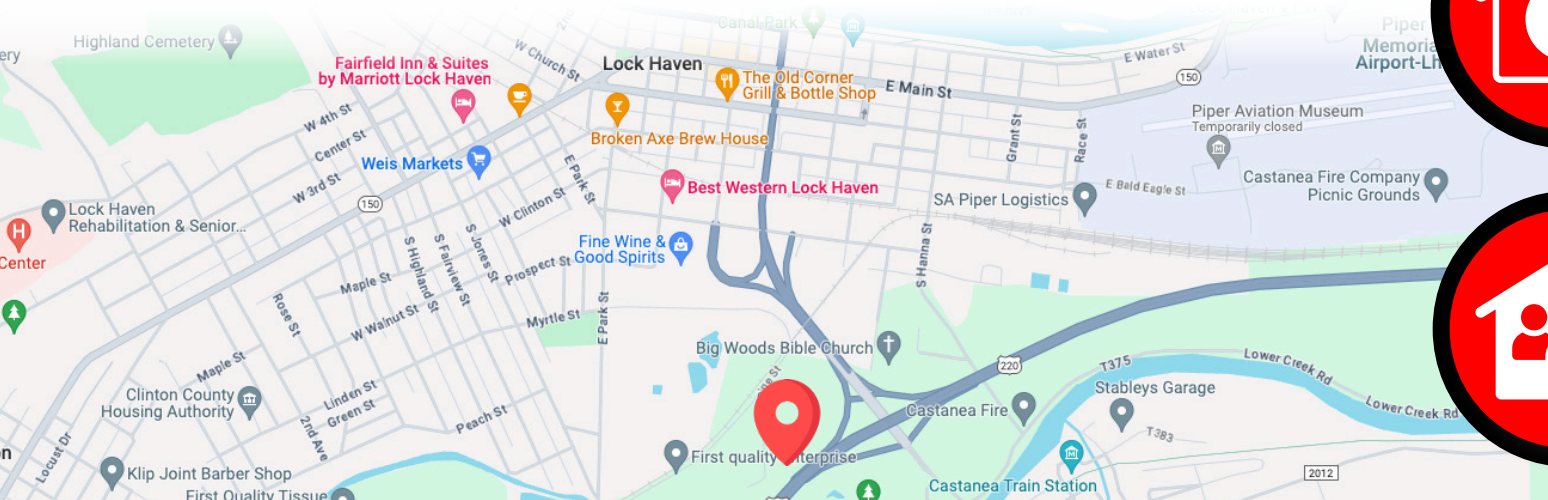 Canal Park
Piper
Memoria
Airport-Lh
Highland Cemetery
ery
W Church St
E Water St
Lock Haven
Fairfield Inn & Suites
by Marriott Lock Haven
The Old Corner
Grill & Bottle Shop
E Main St
150
Piper Aviation Museum
Temporarily closed
W 4th St
Center St
Broken Axe Brew House
Grant St
Race St
Weis Markets
E Park St
W 3rd St
Best Western Lock Haven
SA Piper Logistics
E Bald Eagle St
Castanea Fire Company
Picnic Grounds
150
Lock Haven
Rehabilitation & Senior...
W Clinton St
H
Center
Fine Wine &
Good Spirits
S Highland St
S Fairview St
S Jones St
Prospect St
S Hanna St
Maple St
Rose St
W Walnut St
Myrtle St
E Park St
Big Woods Bible Church
220
T375
Lower Creek Rd
Maple St
Stableys Garage
Clinton County
Housing Authority
Linden St
Green St
Peach St
Castanea Fire
Lower Creek Rd
T383
2nd Ave
on
Locust Dr
First quality
Klip Joint Barber Shop
2012
First Quality Tissue
Castanea Train Station